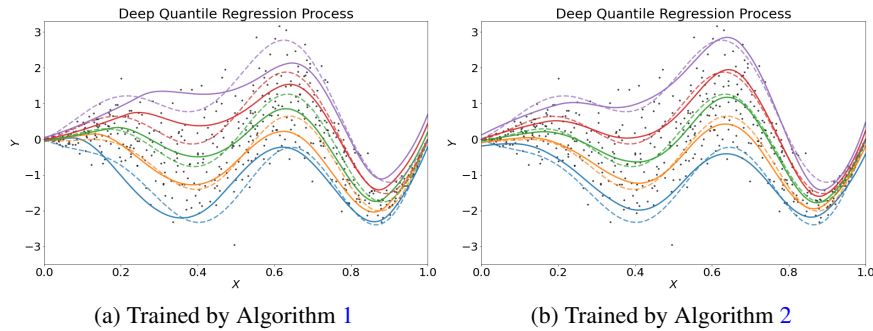 Deep Quantile Regression Process
3
2
1
0
−1
−2
−3
Y
0.0 0.2 0.4 0.6 0.8 1.0
X
(a) Trained by Algorithm 1
Deep Quantile Regression Process
3
2
1
0
−1
−2
−3
Y
0.0 0.2 0.4 0.6 0.8 1.0
X
(b) Trained by Algorithm 2